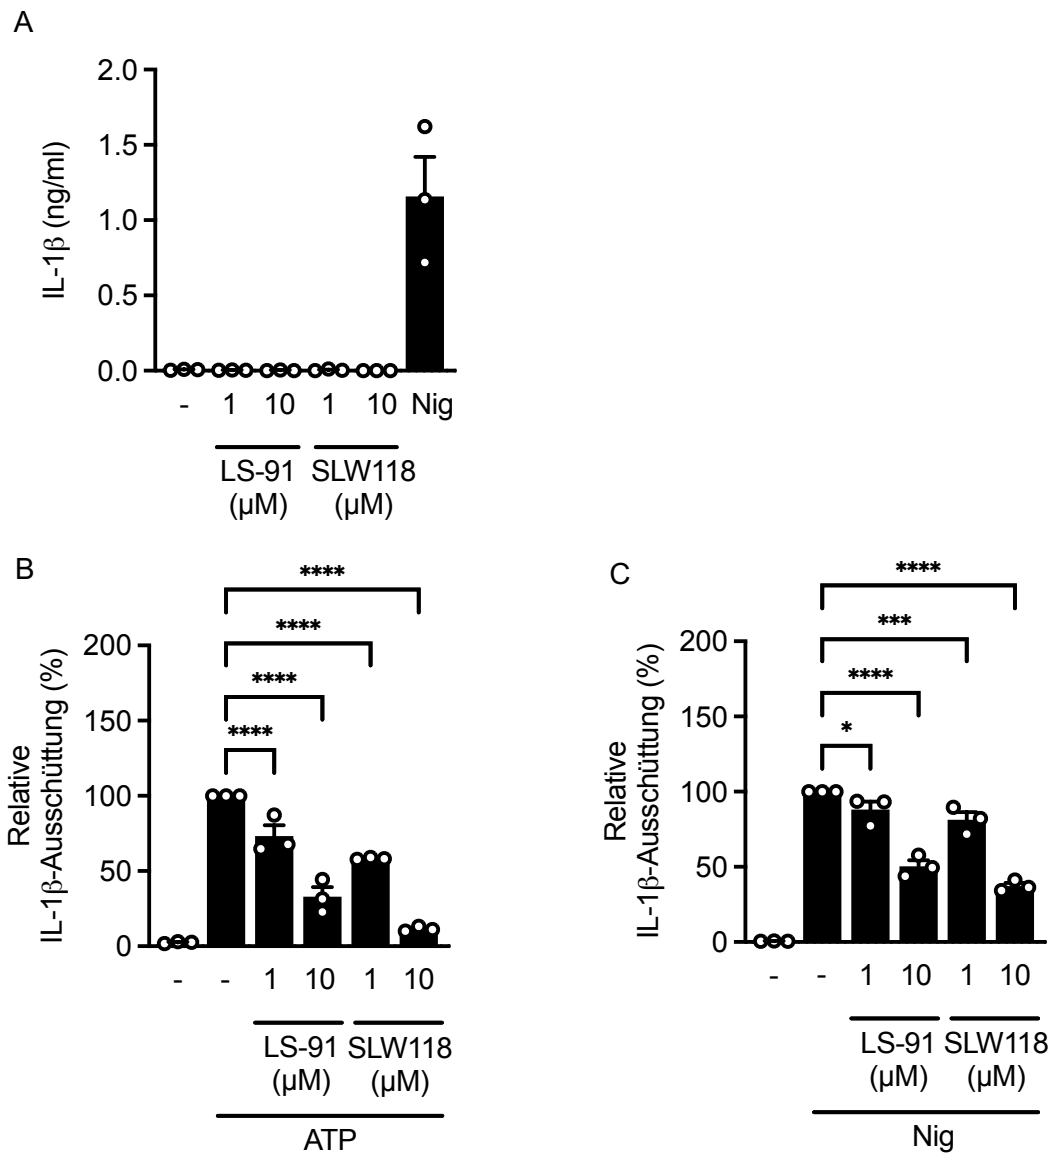 A
2.0
1.5
1.0
0.5
0.0
IL-1β (ng/ml)
- 1 10 1 10 Nig
LS-91 SLW118
(µM) (µM)
B
****
****
****
****
200
150
100
50
0
Relative
IL-1β-Ausschüttung (%)
- - 1 10 1 10
LS-91 SLW118
(µM) (µM)
ATP
C
****
***
****
*
200
150
100
50
0
Relative
IL-1β-Ausschüttung (%)
- - 1 10 1 10
LS-91 SLW118
(µM) (µM)
Nig